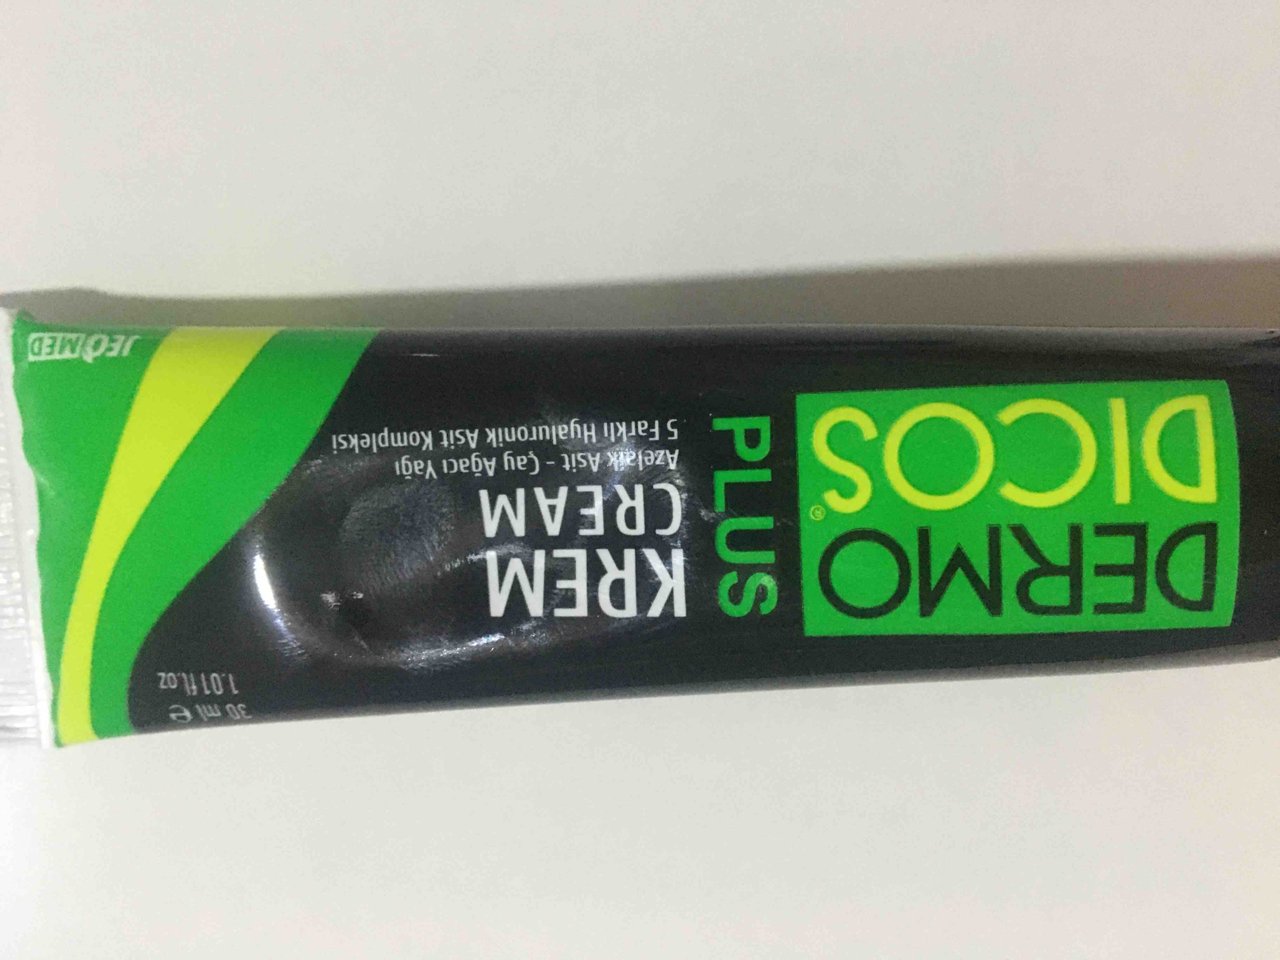 DERMO
DICOS®
PLUS
KREM
CREAM
Azelaik Asit - Çay Ağacı Yağı
5 Farklı Hyaluronik Asit Kompleksi
30 ml ℮
1.01 fl.oz
JEOMED